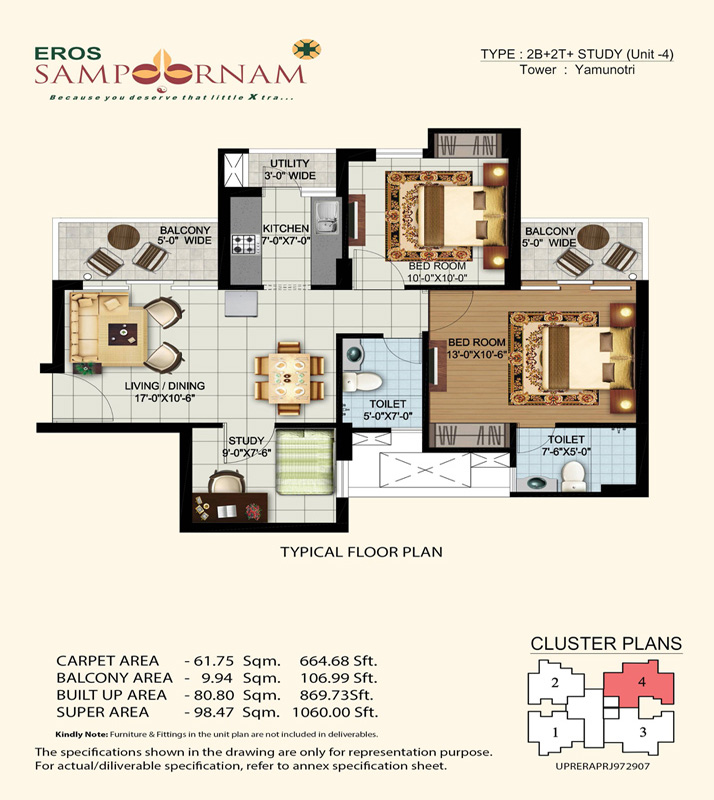 EROS
SAMPOORNAM
Because you deserve that little Xtra...
TYPE : 2B+2T+ STUDY (Unit -4)
Tower : Yamunotri
UTILITY
3'-0" WIDE
KITCHEN
7'-0"X7'-0"
BALCONY
5'-0" WIDE
BED ROOM
10'-0"X10'-0"
BALCONY
5'-0" WIDE
BED ROOM
13'-0"X10'-6"
LIVING / DINING
17'-0"X10'-6"
TOILET
5'-0"X7'-0"
STUDY
9'-0"X7'-6"
TOILET
7'-6"X5'-0"
TYPICAL FLOOR PLAN
CARPET AREA - 61.75 Sqm. 664.68 Sft.
BALCONY AREA - 9.94 Sqm. 106.99 Sft.
BUILT UP AREA - 80.80 Sqm. 869.73Sft.
SUPER AREA - 98.47 Sqm. 1060.00 Sft.
Kindly Note: Furniture & Fittings in the unit plan are not included in deliverables.
The specifications shown in the drawing are only for representation purpose.
For actual/diliverable specification, refer to annex specification sheet.
CLUSTER PLANS
2
4
1
3
UPRERAPRJ972907